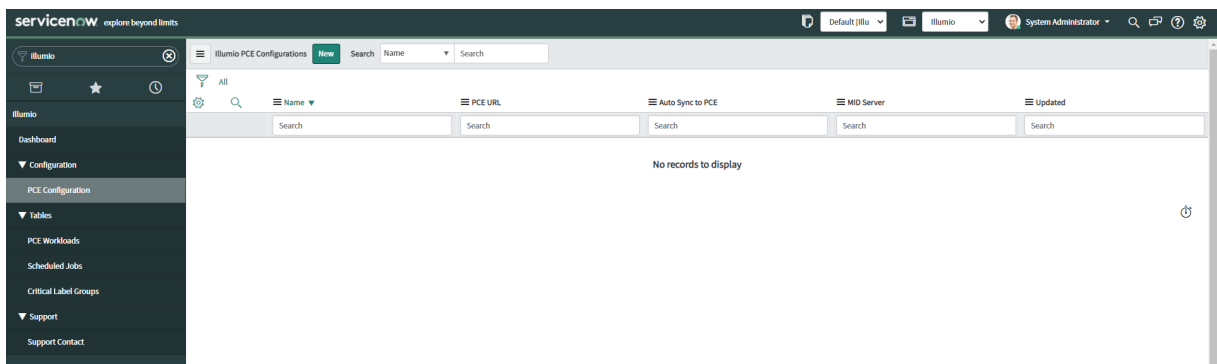 servicenow explore beyond limits
Default [Illu
Illumio
System Administrator
illumio
Illumio
Dashboard
Configuration
PCE Configuration
Tables
PCE Workloads
Scheduled Jobs
Critical Label Groups
Support
Support Contact
Illumio PCE Configurations New Search Name Search
All
Name PCE URL Auto Sync to PCE MID Server Updated
Search Search Search Search Search
No records to display